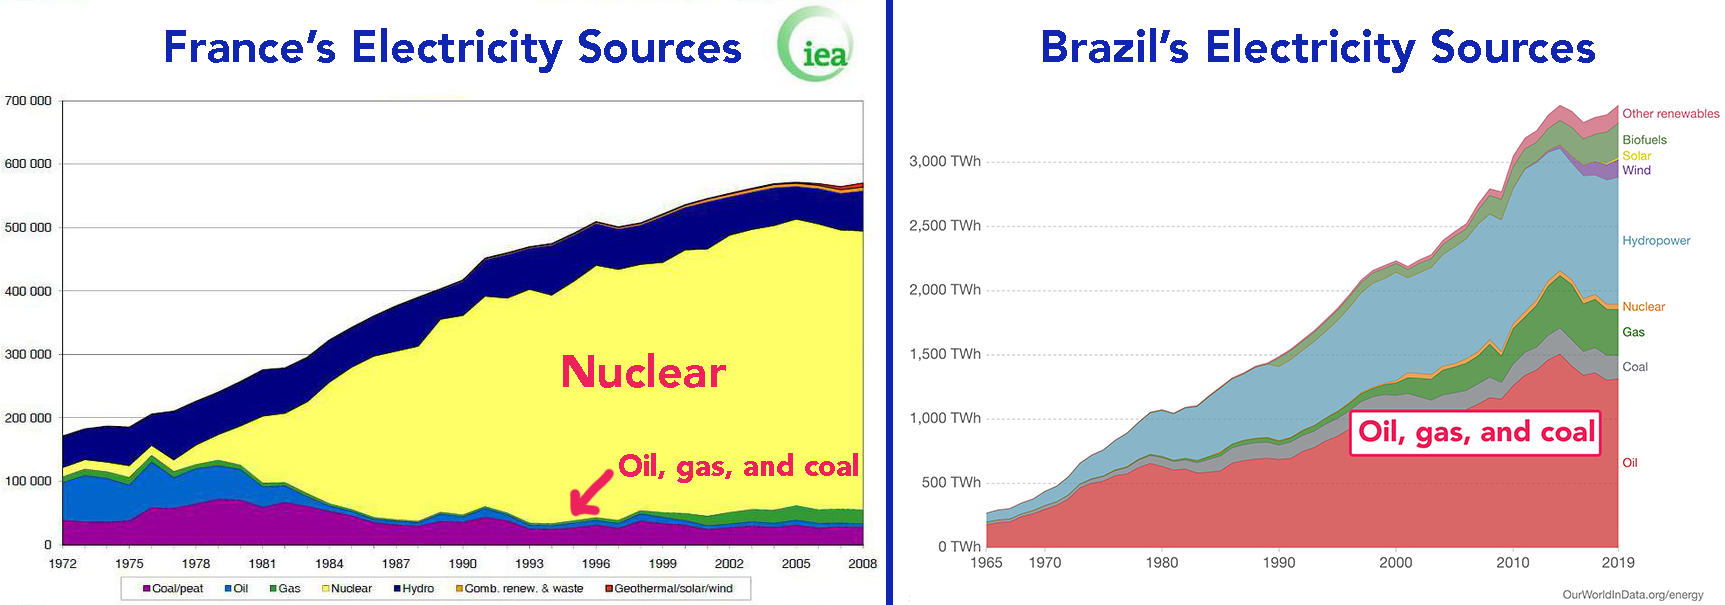 France's Electricity Sources
iea
700 000
600 000
500 000
400 000
300 000
200 000
100 000
0
Nuclear
Oil, gas, and coal
1972 1975 1978 1981 1984 1987 1990 1993 1996 1999 2002 2005 2008
Coal/peat Oil Gas Nuclear Hydro Comb. renew. & waste Geothermal/solar/wind
Brazil's Electricity Sources
3,000 TWh
2,500 TWh
2,000 TWh
1,500 TWh
1,000 TWh
500 TWh
0 TWh
Other renewables
Biofuels
Solar
Wind
Hydropower
Nuclear
Gas
Coal
Oil, gas, and coal
Oil
1965 1970 1980 1990 2000 2010 2019
OurWorldInData.org/energy